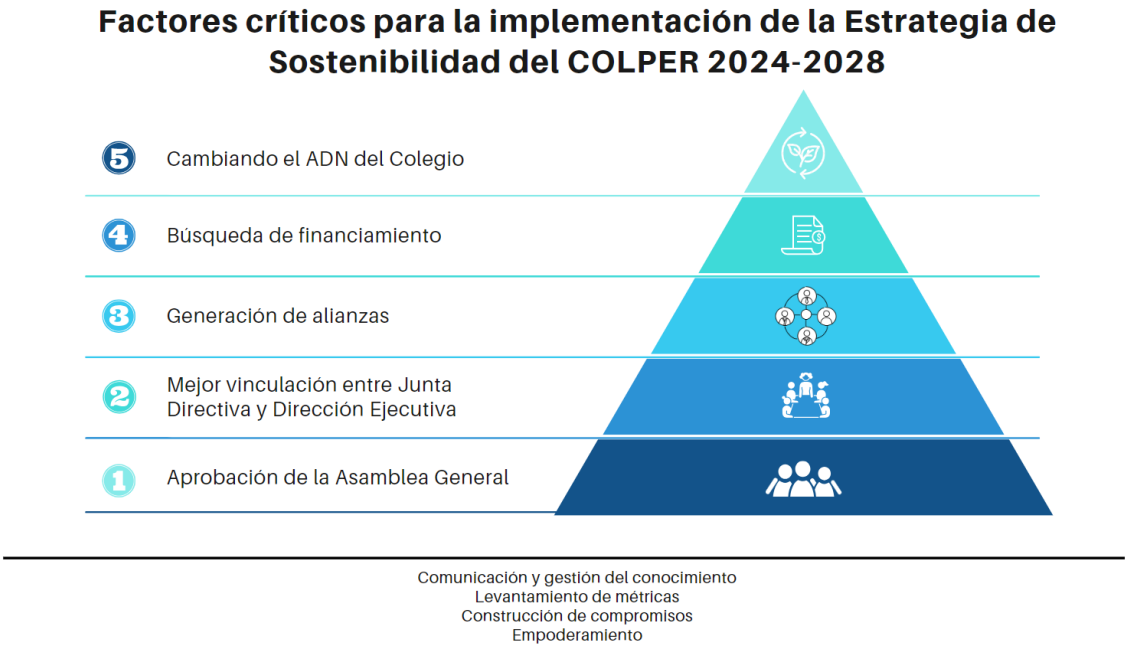 Factores críticos para la implementación de la Estrategia de
Sostenibilidad del COLPER 2024-2028
5 Cambiando el ADN del Colegio
4 Búsqueda de financiamiento
$
3 Generación de alianzas
2 Mejor vinculación entre Junta
Directiva y Dirección Ejecutiva
1 Aprobación de la Asamblea General
Comunicación y gestión del conocimiento
Levantamiento de métricas
Construcción de compromisos
Empoderamiento